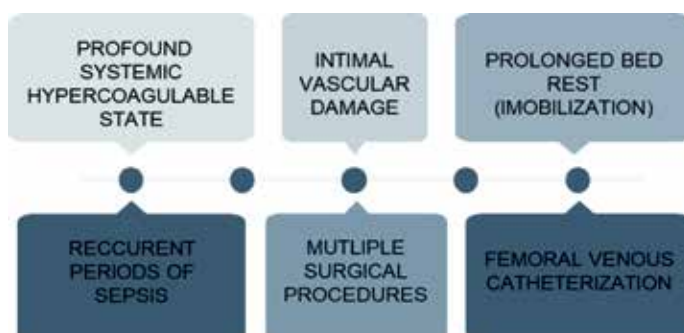 PROFOUND
SYSTEMIC
HYPERCOAGULABLE
STATE
INTIMAL
VASCULAR
DAMAGE
PROLONGED BED
REST
(IMOBILIZATION)
RECCURENT
PERIODS OF
SEPSIS
MUTLIPLE
SURGICAL
PROCEDURES
FEMORAL VENOUS
CATHETERIZATION